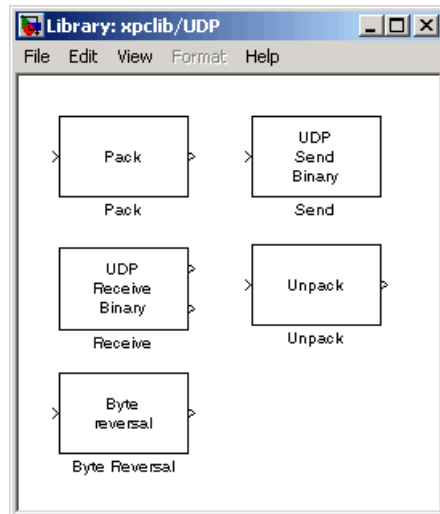 Library: xpclib/UDP
File Edit View Format Help
Pack
Pack
UDP
Send
Binary
Send
UDP
Receive
Binary
Receive
Unpack
Unpack
Byte
reversal
Byte Reversal